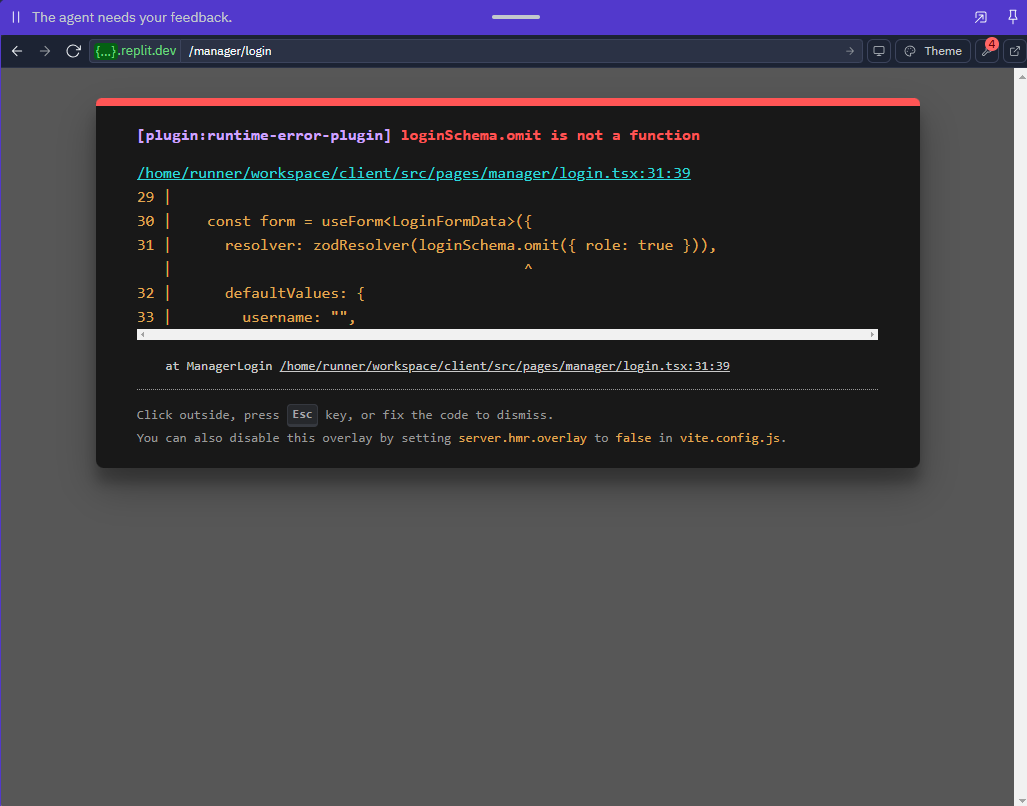 The agent needs your feedback.
{...}.replit.dev /manager/login Theme 4
[plugin:runtime-error-plugin] loginSchema.omit is not a function
/home/runner/workspace/client/src/pages/manager/login.tsx:31:39
29 |
30 |    const form = useForm<LoginFormData>({
31 |      resolver: zodResolver(loginSchema.omit({ role: true })),
   |                                        ^
32 |      defaultValues: {
33 |        username: "",
at ManagerLogin /home/runner/workspace/client/src/pages/manager/login.tsx:31:39
Click outside, press Esc key, or fix the code to dismiss.
You can also disable this overlay by setting server.hmr.overlay to false in vite.config.js.